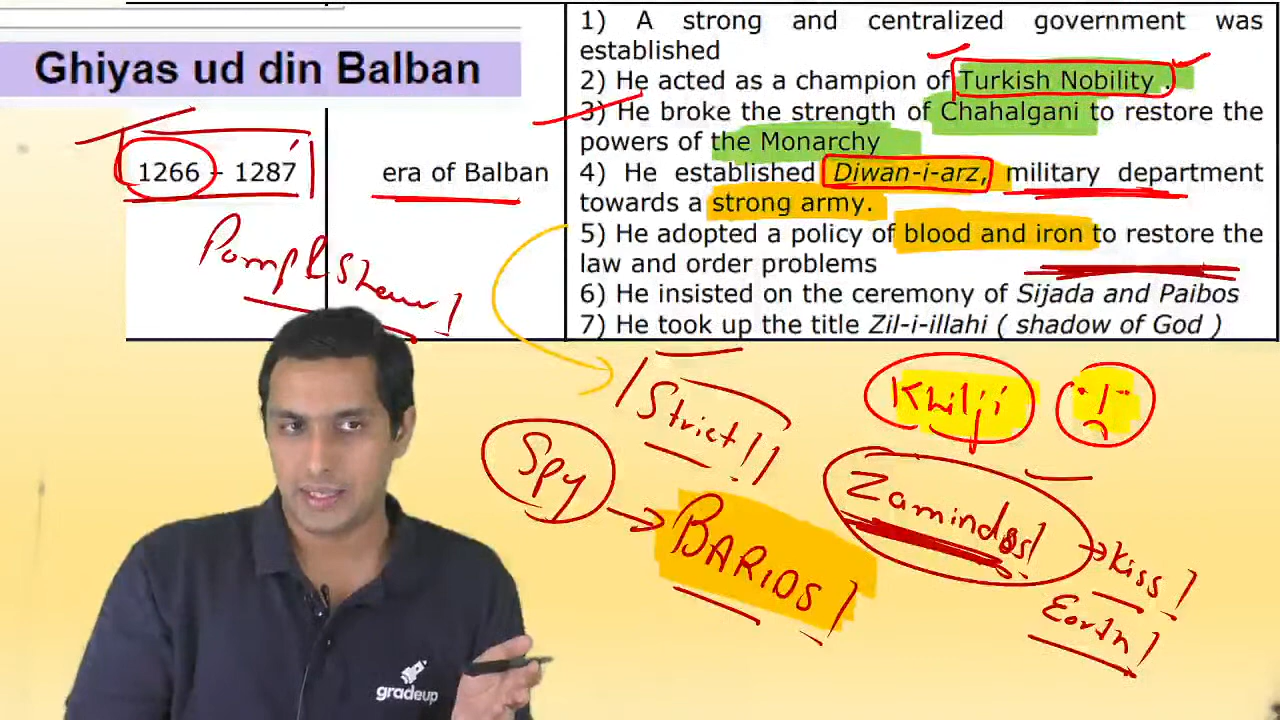 Ghiyas ud din Balban
1266 - 1287
era of Balban
1) A strong and centralized government was
established
2) He acted as a champion of Turkish Nobility .
3) He broke the strength of Chahalgani to restore the
powers of the Monarchy
4) He established Diwan-i-arz, military department
towards a strong army.
5) He adopted a policy of blood and iron to restore the
law and order problems
6) He insisted on the ceremony of Sijada and Paibos
7) He took up the title Zil-i-illahi ( shadow of God )
Strict!!
Spy
BARIDS!
Khilji
Kiss!
Earth!
gradeup